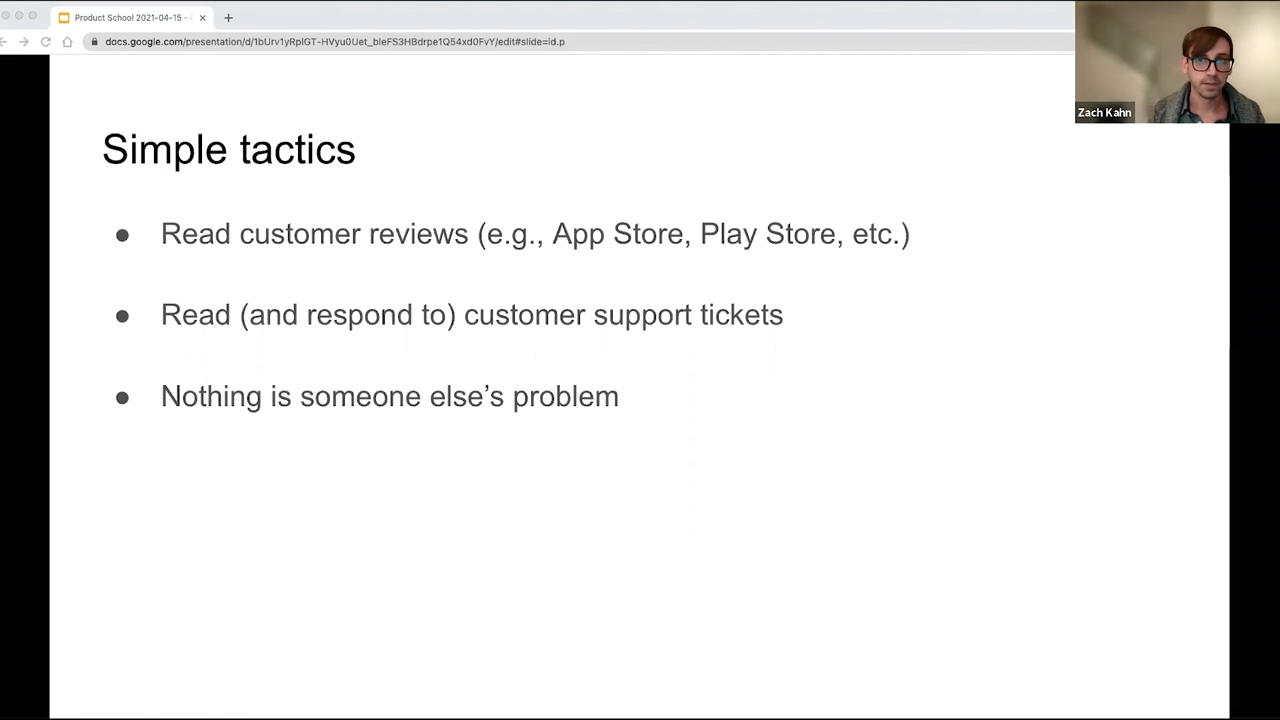 Product School 2021-04-15 -
docs.google.com/presentation/d/1bUrv1yRpIGT-HVyu0Uet_bleFS3HBdrpe1Q54xd0FvY/edit#slide=id.p
Zach Kahn
Simple tactics
● Read customer reviews (e.g., App Store, Play Store, etc.)
● Read (and respond to) customer support tickets
● Nothing is someone else’s problem